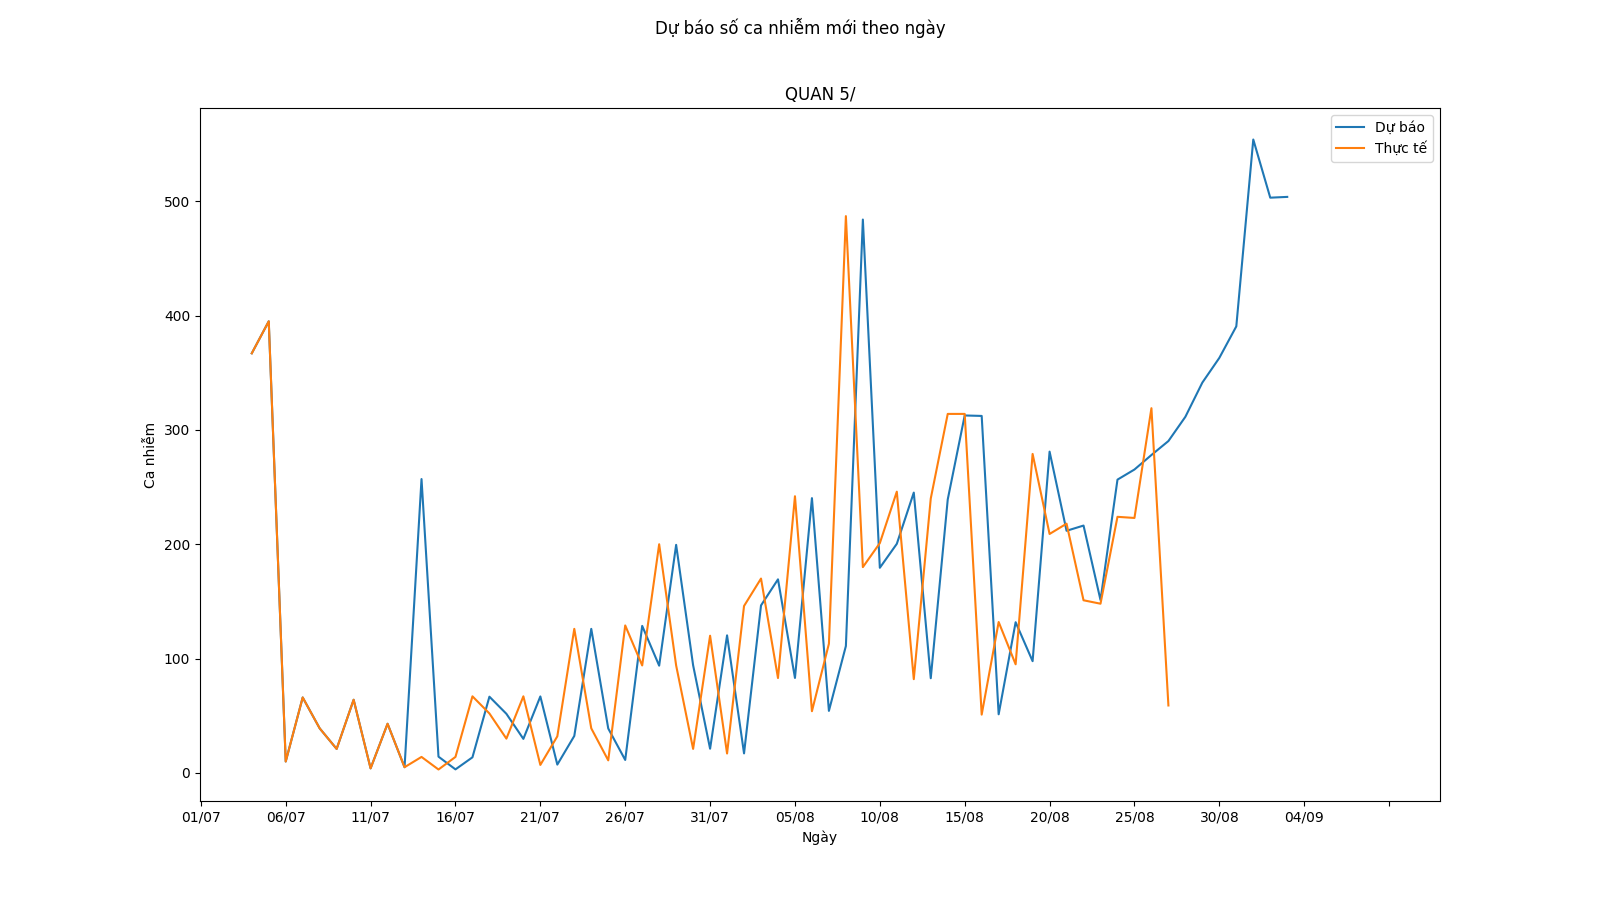 Dự báo số ca nhiễm mới theo ngày
QUAN 5/
Dự báo
Thực tế
Ca nhiễm
500
400
300
200
100
0
01/07 06/07 11/07 16/07 21/07 26/07 31/07 05/08 10/08 15/08 20/08 25/08 30/08 04/09
Ngày